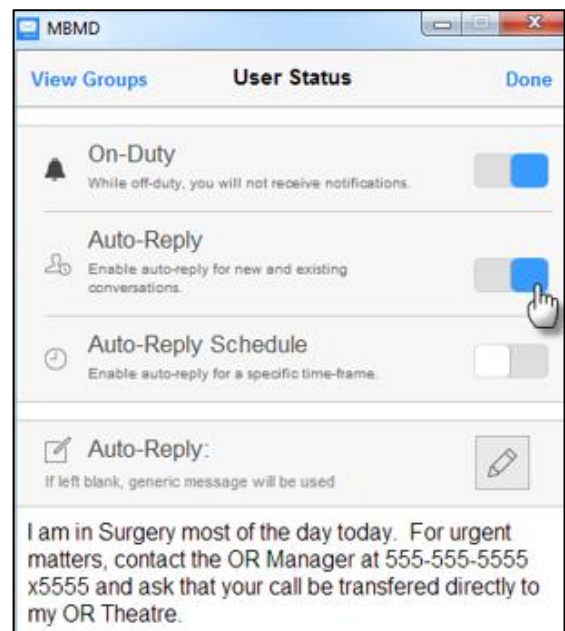 MBMD
View Groups User Status Done
On-Duty
While off-duty, you will not receive notifications.
Auto-Reply
Enable auto-reply for new and existing
conversations.
Auto-Reply Schedule
Enable auto-reply for a specific time-frame.
Auto-Reply:
If left blank, generic message will be used
I am in Surgery most of the day today. For urgent
matters, contact the OR Manager at 555-555-5555
x5555 and ask that your call be transfered directly to
my OR Theatre.